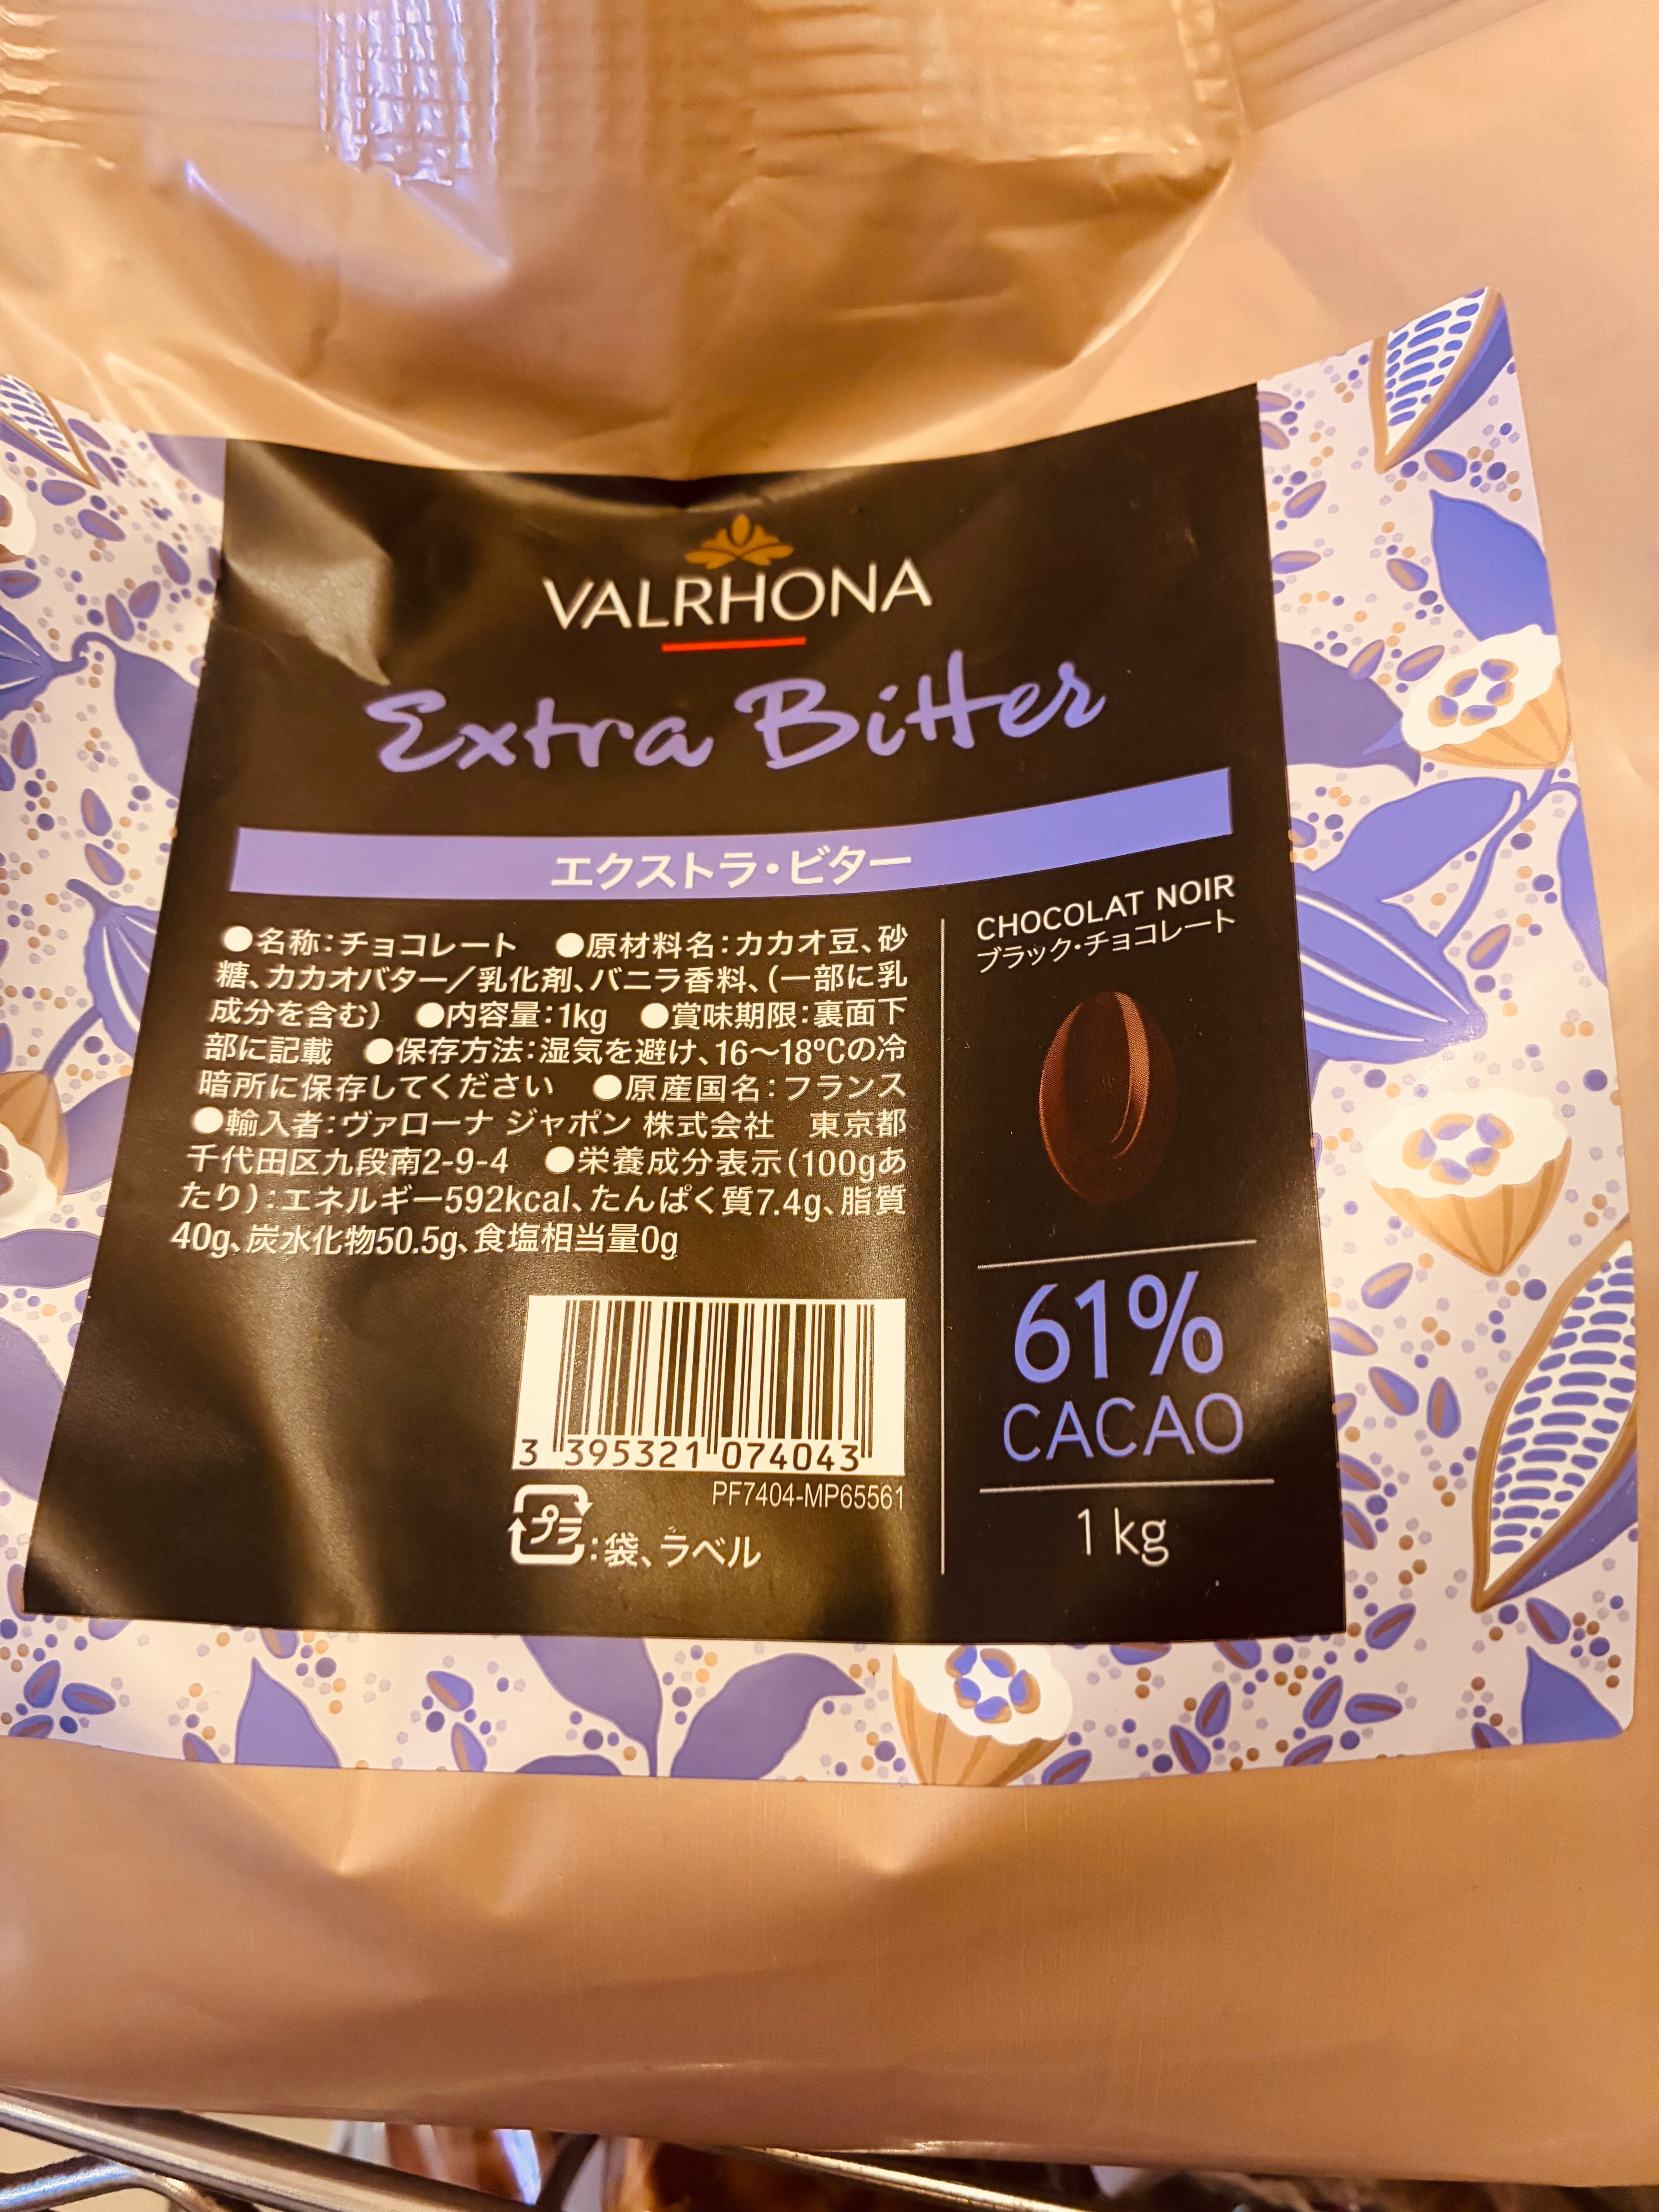 VALRHONA
Extra Bitter
エクストラ・ビター
●名称：チョコレート　●原材料名：カカオ豆、砂
糖、カカオバター／乳化剤、バニラ香料、（一部に乳
成分を含む）　●内容量：1kg　●賞味期限：裏面下
部に記載　●保存方法：湿気を避け、16〜18ºCの冷
暗所に保存してください　●原産国名：フランス
●輸入者：ヴァローナ ジャポン 株式会社　東京都
千代田区九段南2-9-4　●栄養成分表示（100gあ
たり）：エネルギー592kcal、たんぱく質7.4g、脂質
40g、炭水化物50.5g、食塩相当量0g
3 395321 074043
PF7404-MP65561
プラ：袋、ラベル
CHOCOLAT NOIR
ブラック・チョコレート
61%
CACAO
1 kg